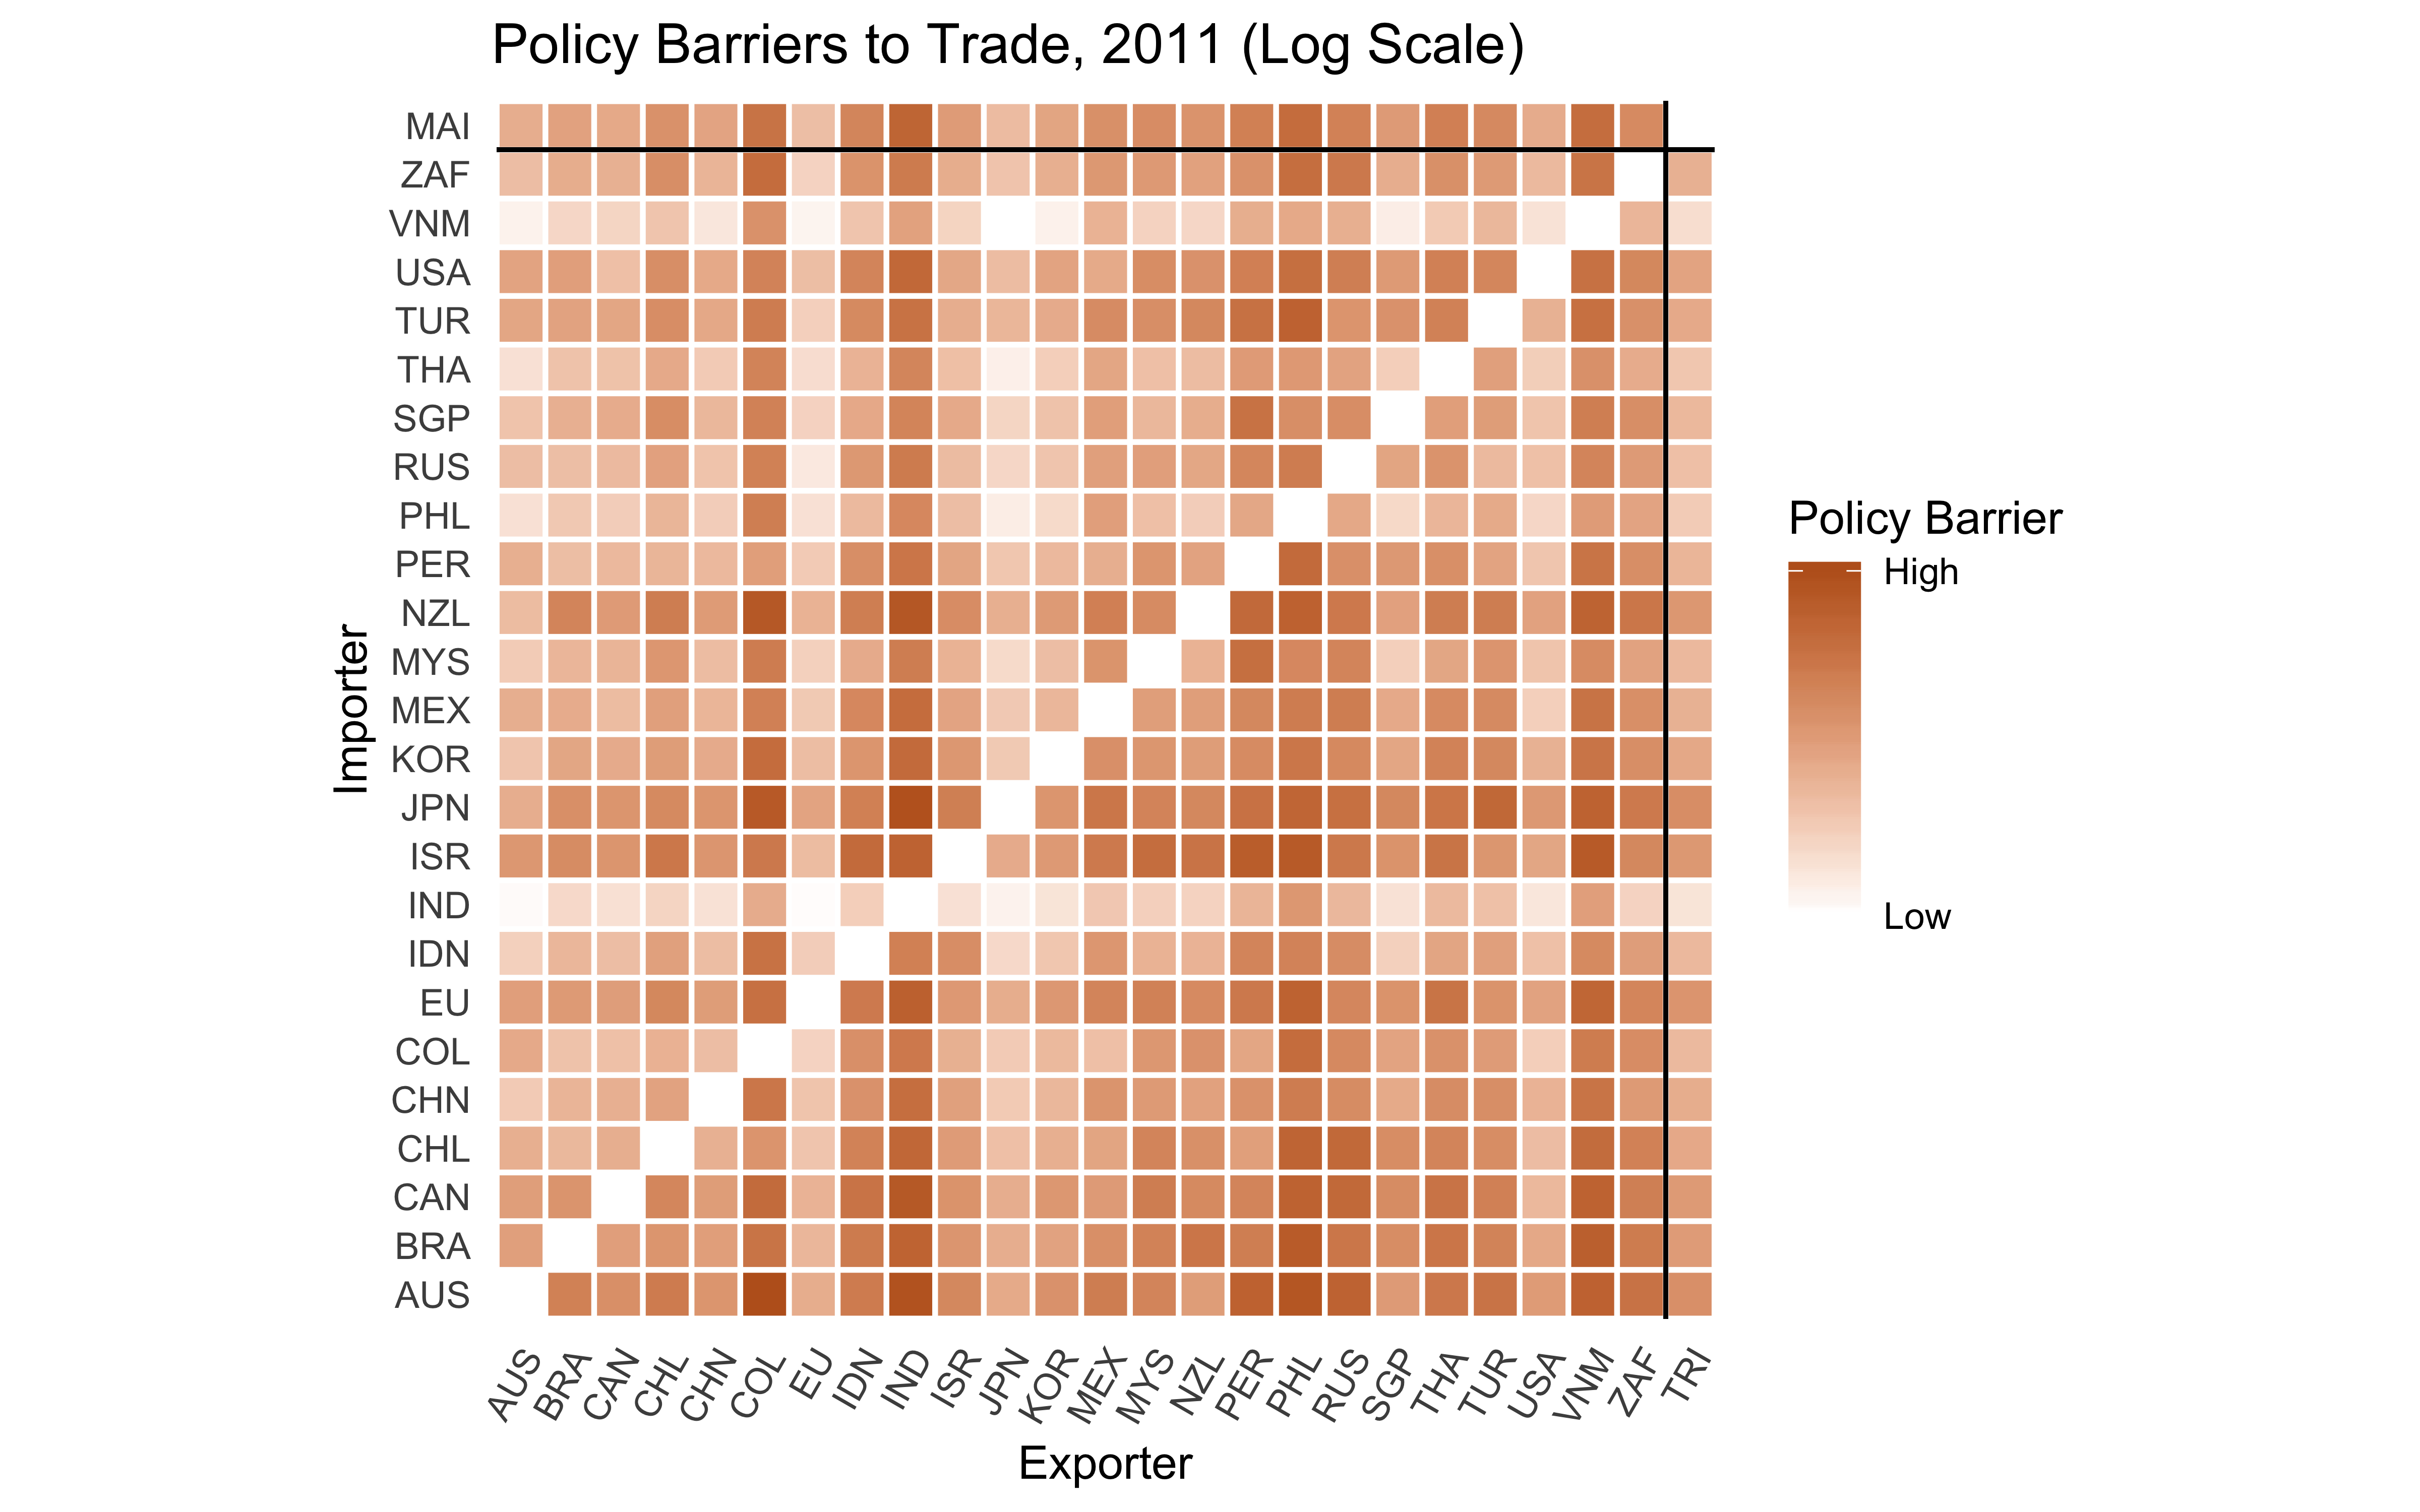 Policy Barriers to Trade, 2011 (Log Scale)
MAI
ZAF
VNM
USA
TUR
THA
SGP
RUS
PHL
PER
NZL
MYS
MEX
KOR
JPN
ISR
IND
IDN
EU
COL
CHN
CHL
CAN
BRA
AUS
Importer
AUS BRA CAN CHL CHN COL EU IDN IND ISR JPN KOR MEX MYS NZL PER PHL RUS SGP THA TUR USA VNM ZAF TRI
Exporter
Policy Barrier
High
Low